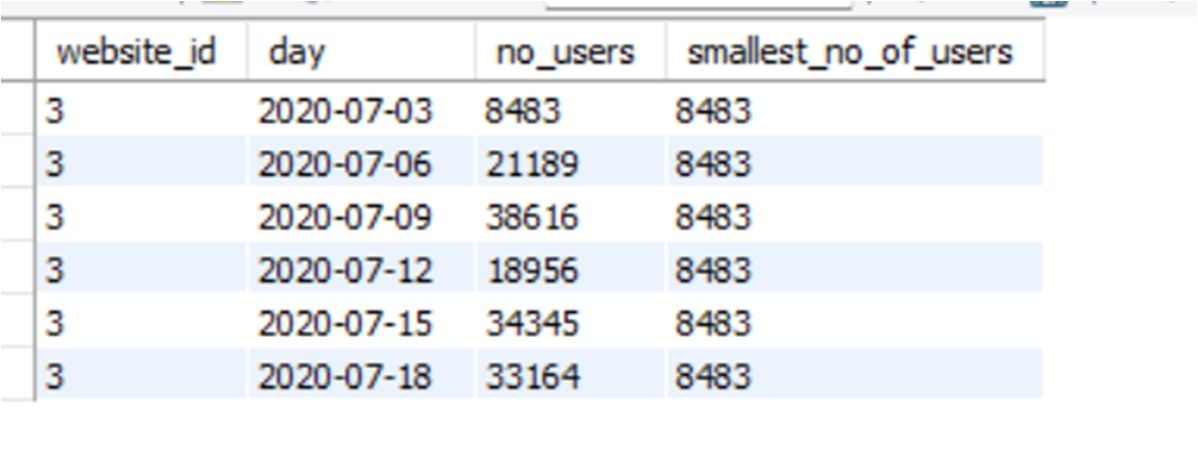 website_id day no_users smallest_no_of_users
3 2020-07-03 8483 8483
3 2020-07-06 21189 8483
3 2020-07-09 38616 8483
3 2020-07-12 18956 8483
3 2020-07-15 34345 8483
3 2020-07-18 33164 8483